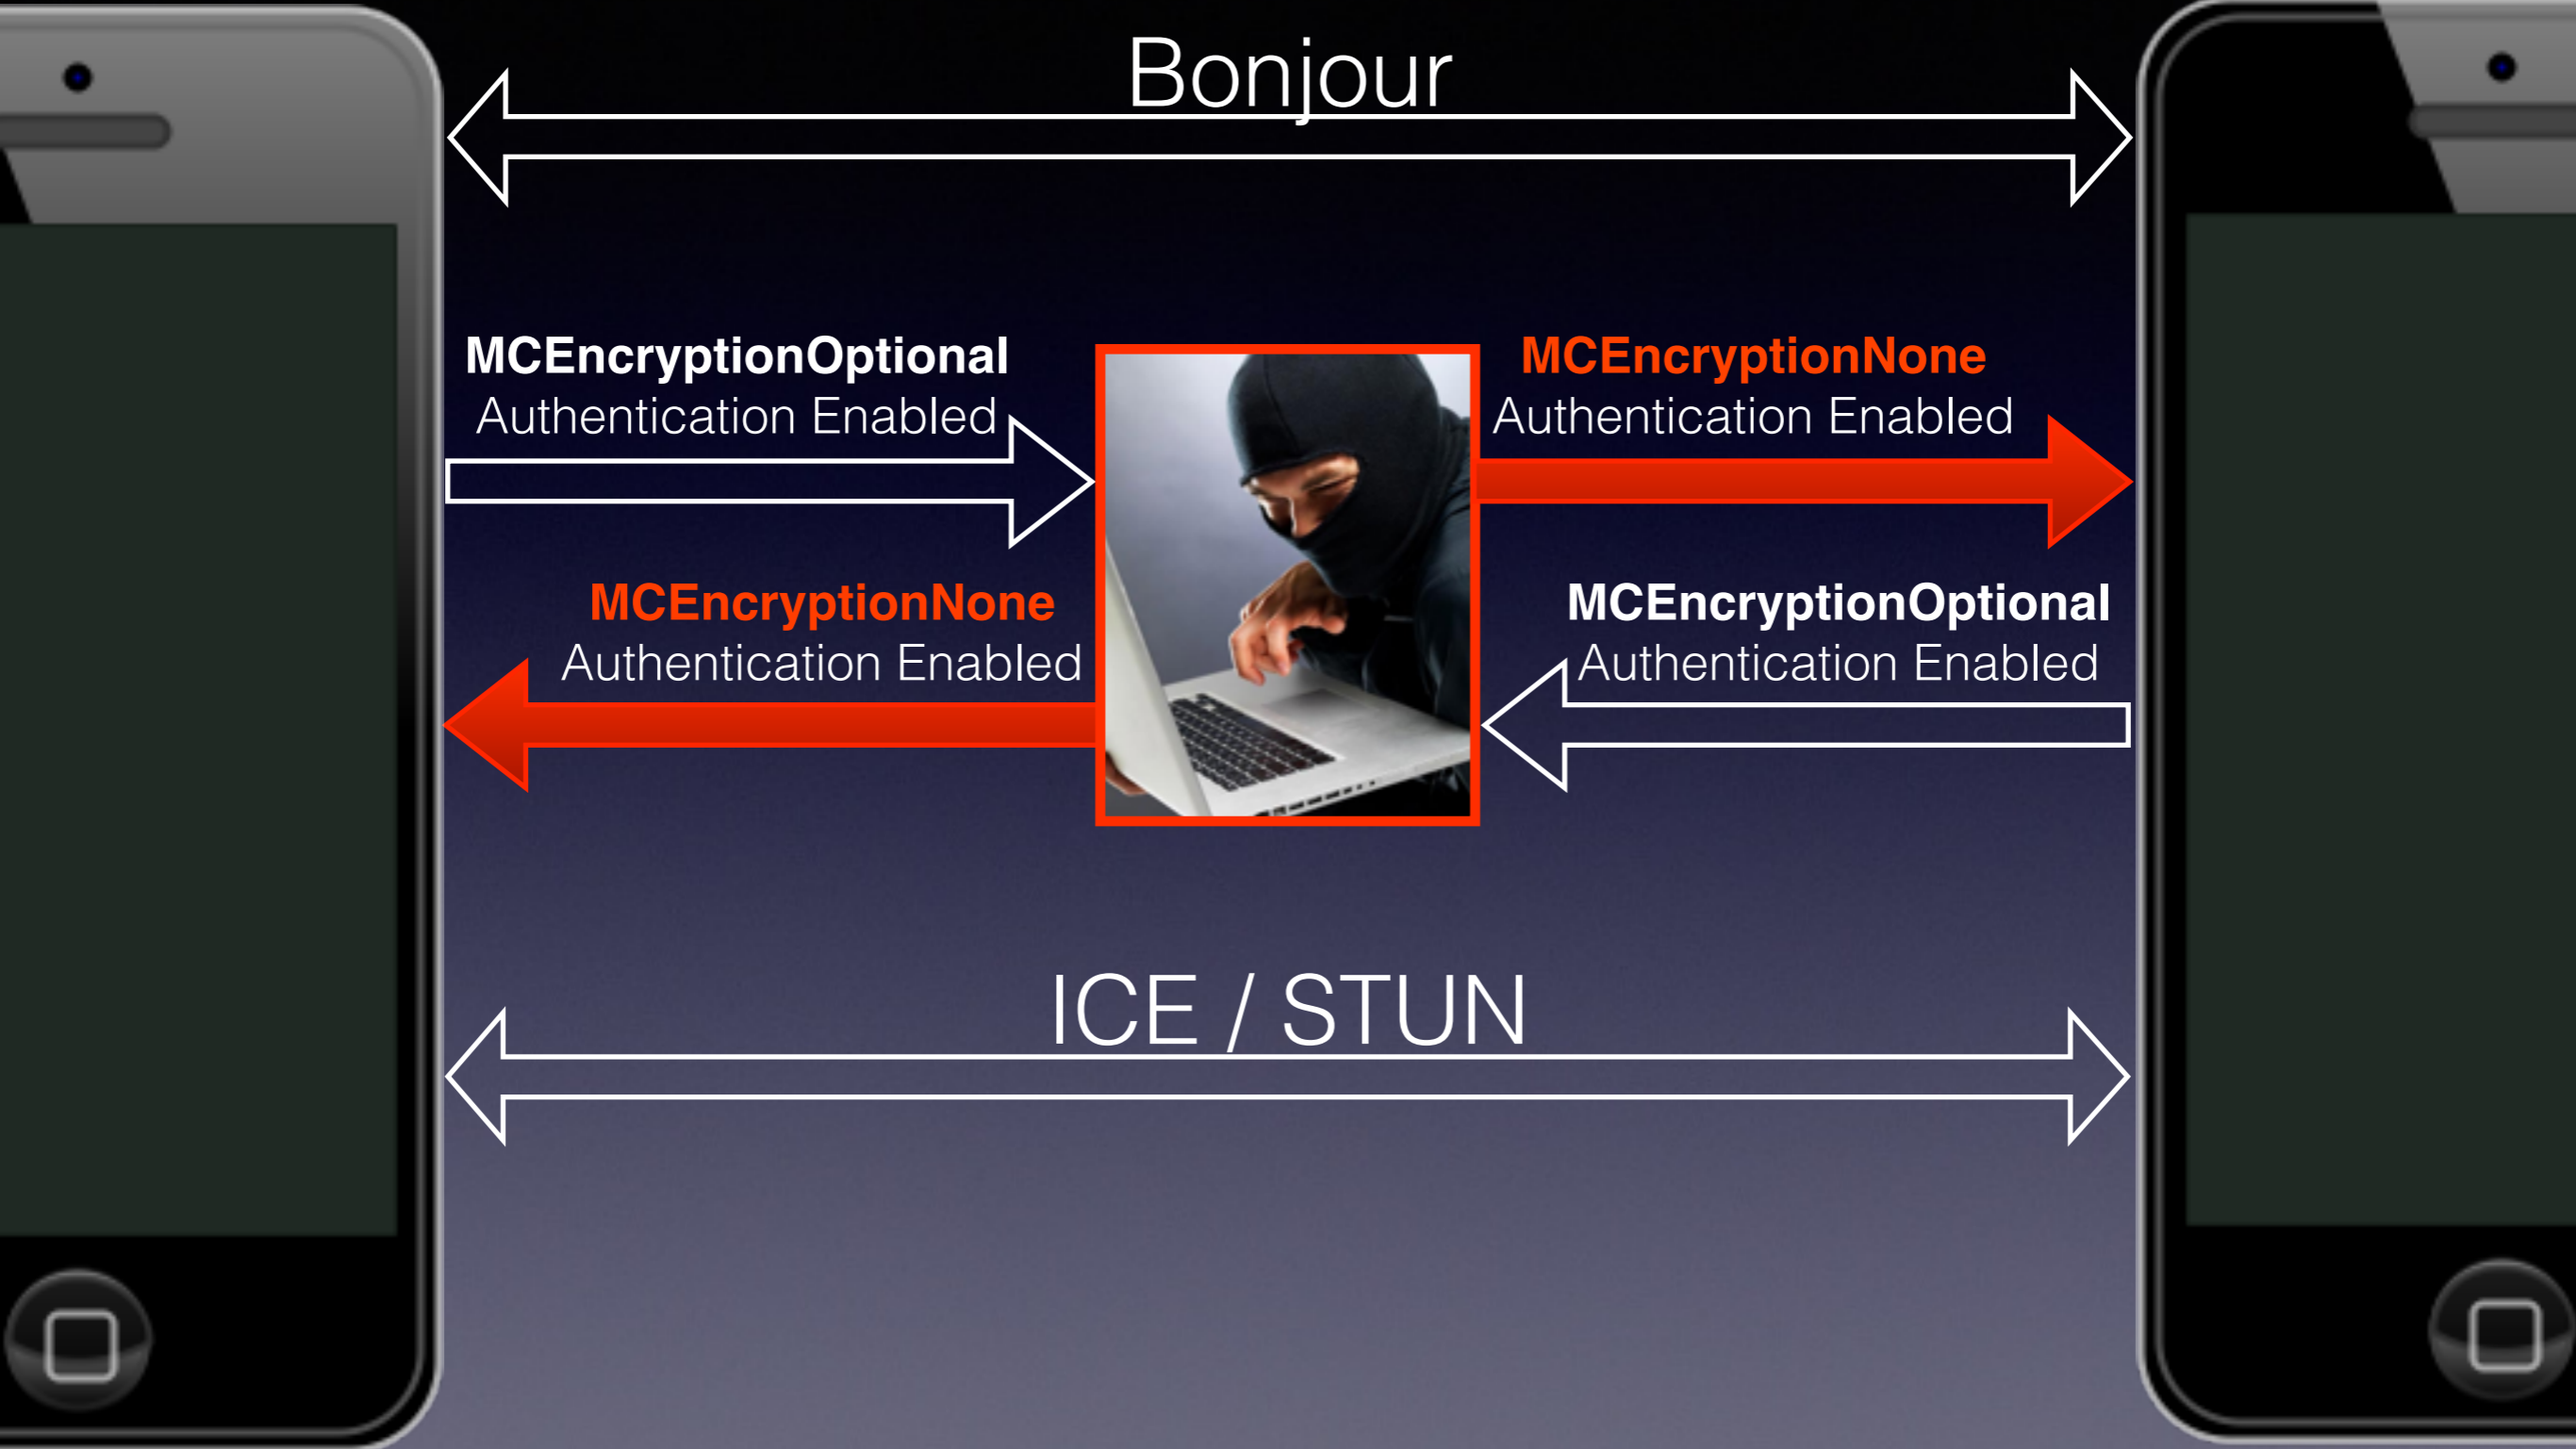 Bonjour
MCEncryptionOptional
Authentication Enabled
MCEncryptionNone
Authentication Enabled
MCEncryptionNone
Authentication Enabled
MCEncryptionOptional
Authentication Enabled
ICE / STUN